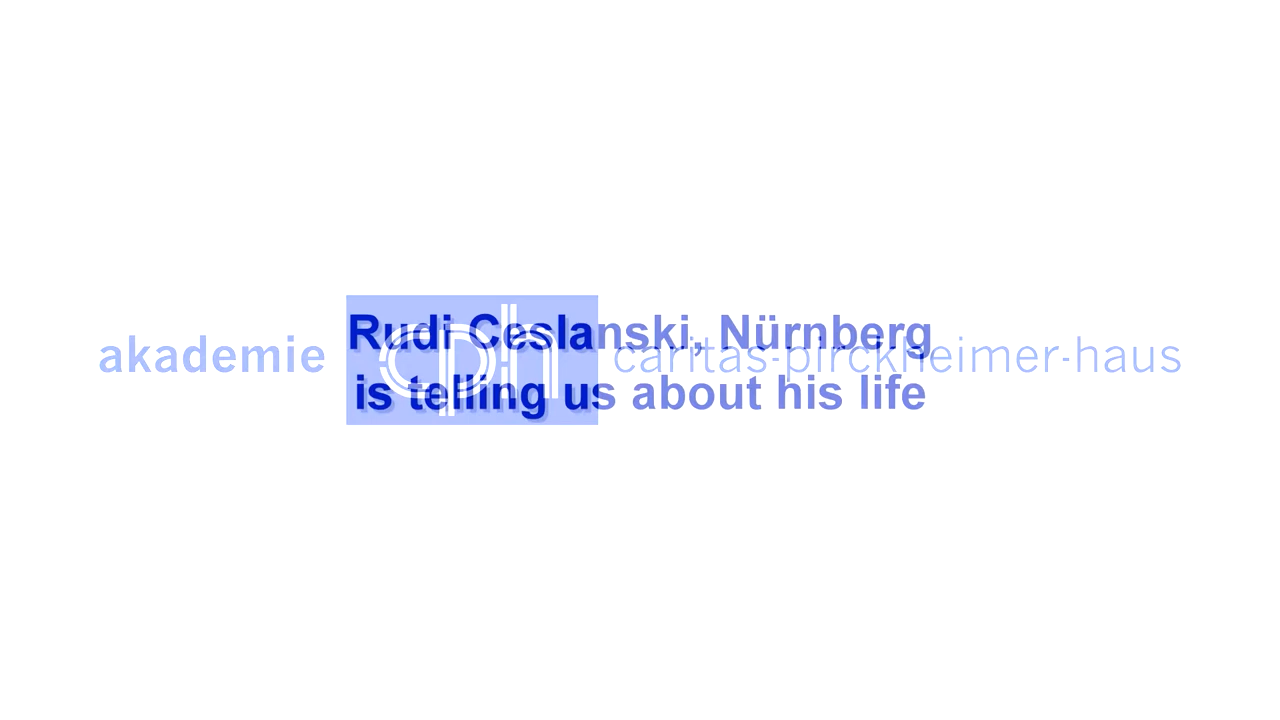 Rudi Ceslanski, Nürnberg
is telling us about his life
akademie cph caritas-pirckheimer-haus